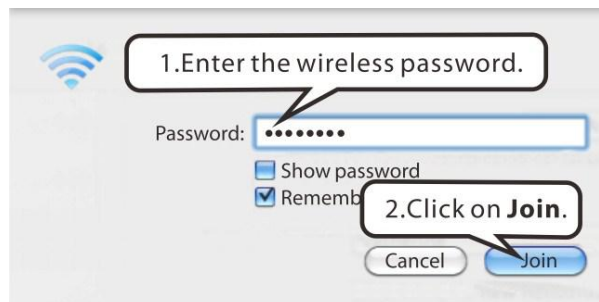 1.Enter the wireless password.
Password: ••••••••
Show password
Rememb
2.Click on Join.
Cancel Join